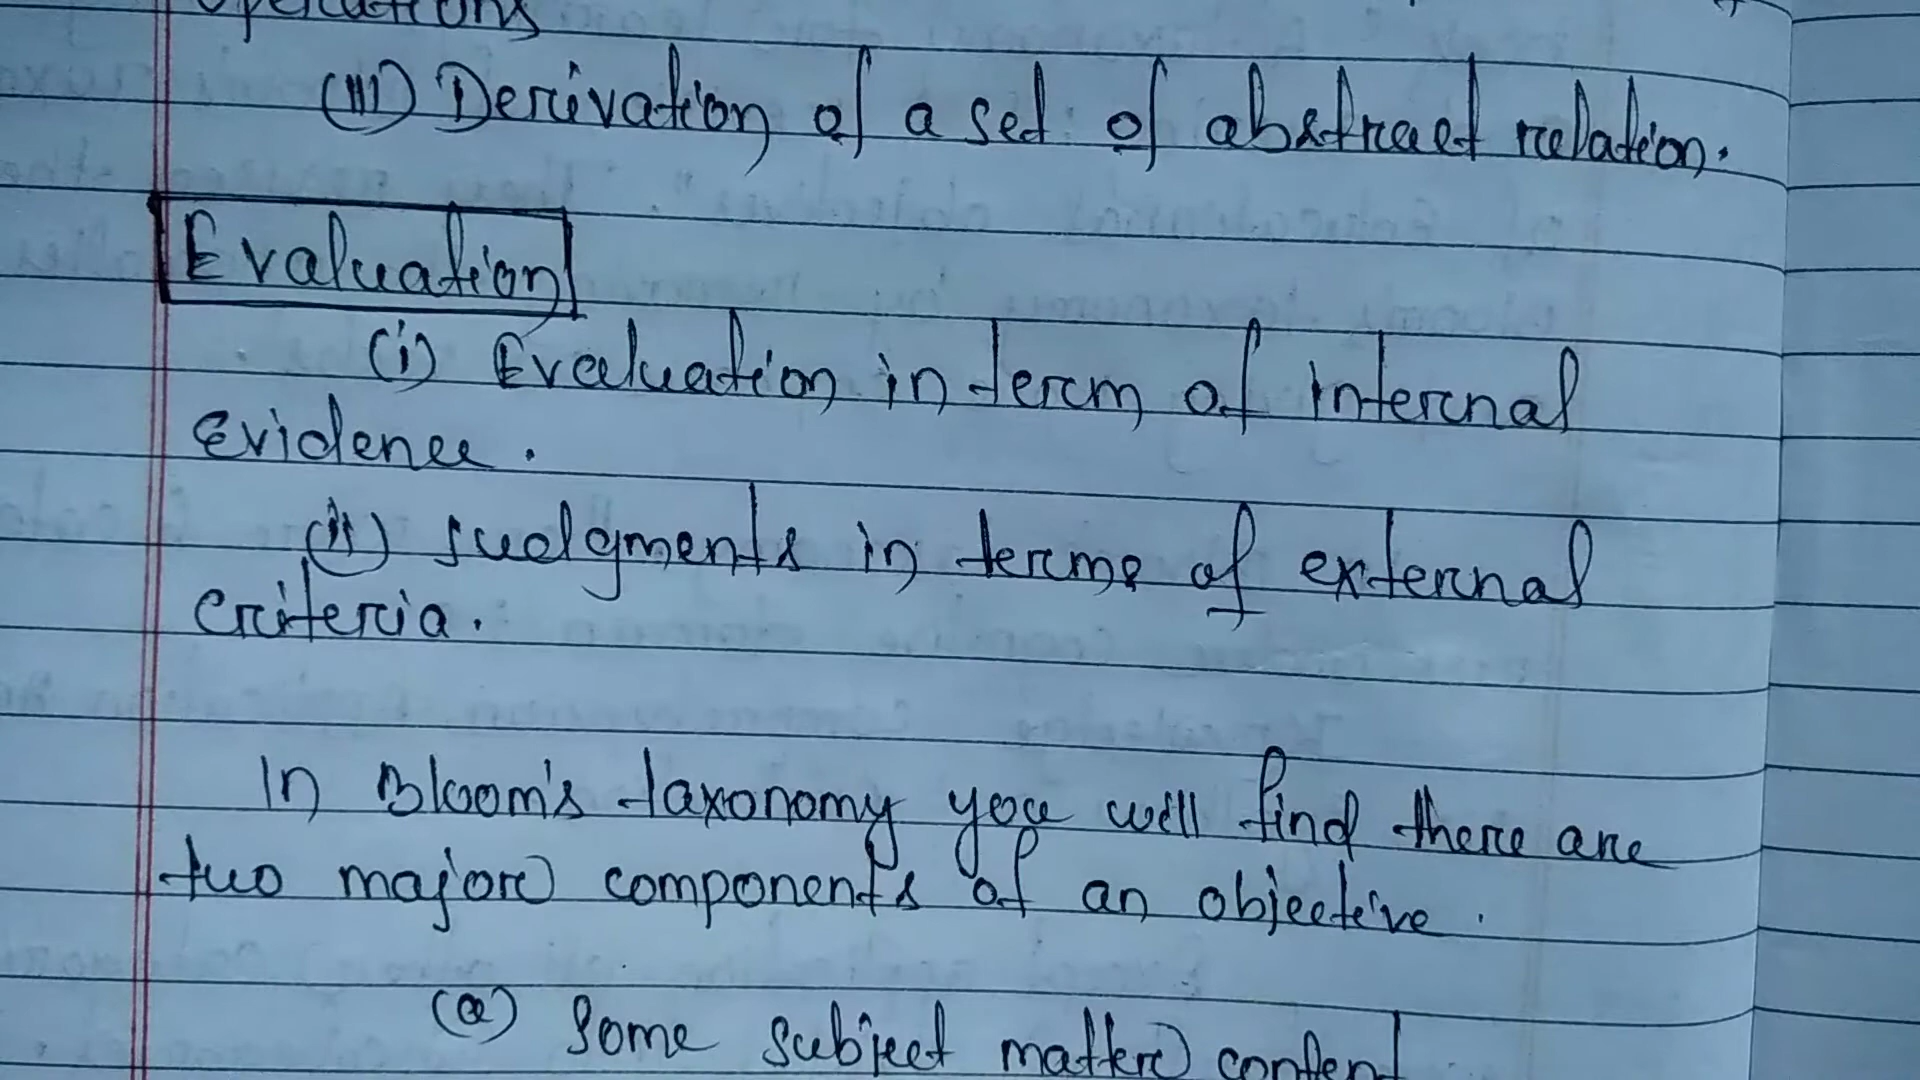 operations
(III) Derivation of a set of abstract relation.
Evaluation
(i) Evaluation in term of internal
evidence.
(ii) Judgments in terms of external
criteria.
In Bloom's taxonomy you will find there are
two major components of an objective.
(a) Some subject matter content